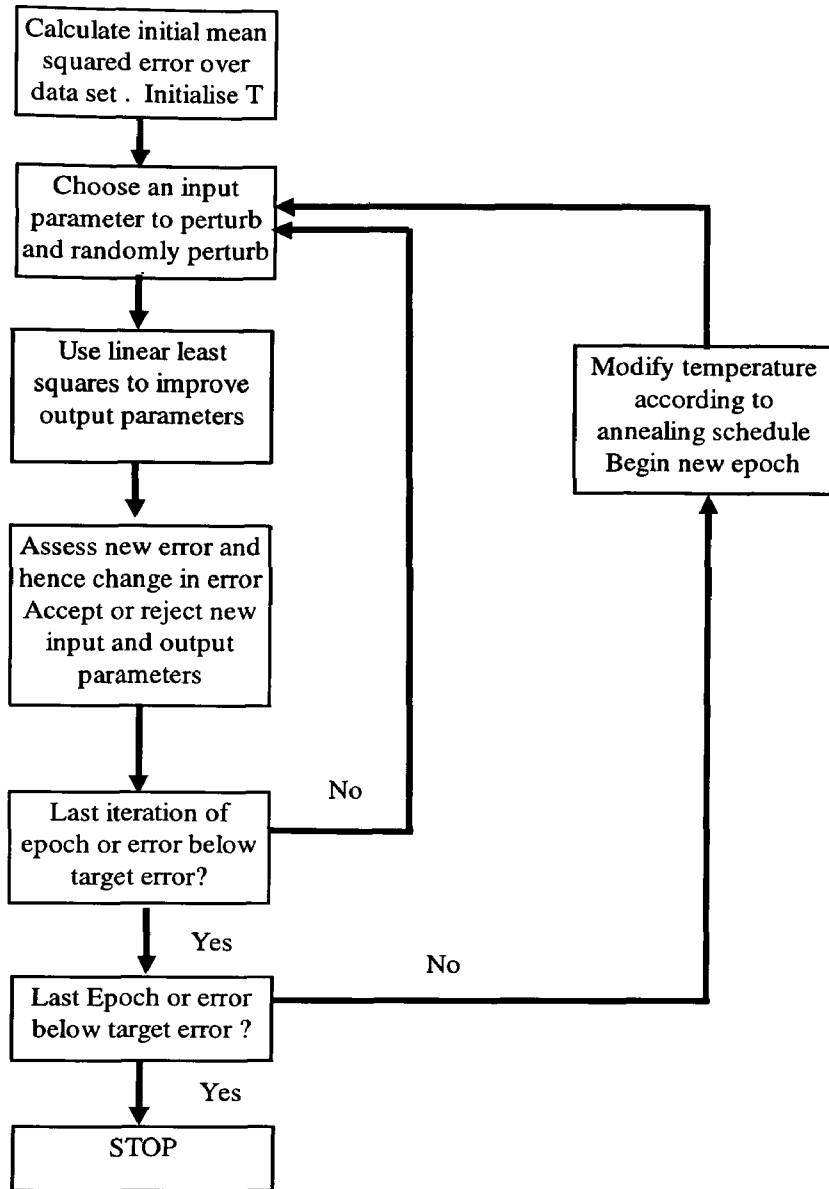 Calculate initial mean
squared error over
data set . Initialise T
Choose an input
parameter to perturb
and randomly perturb
Use linear least
squares to improve
output parameters
Modify temperature
according to
annealing schedule
Begin new epoch
Assess new error and
hence change in error
Accept or reject new
input and output
parameters
No
Last iteration of
epoch or error below
target error?
Yes
No
Last Epoch or error
below target error ?
Yes
STOP